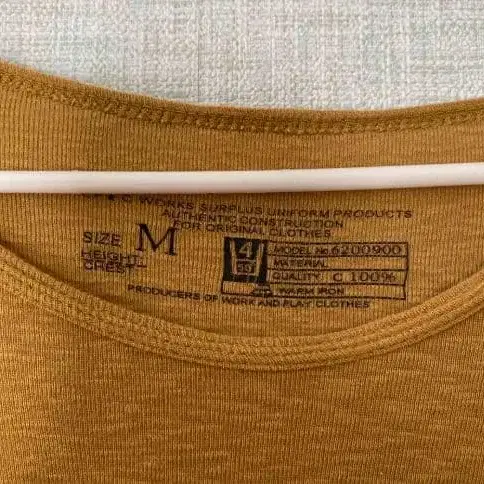 C WORKS SURPLUS UNIFORM PRODUCTS
AUTHENTIC CONSTRUCTION
FOR ORIGINAL CLOTHES
SIZE M
HEIGHT
CHEST
4
MODEL No. 6200900
MATERIAL
QUALITY. C 100%
WARM IRON
PRODUCERS OF WORK AND PLAY CLOTHES